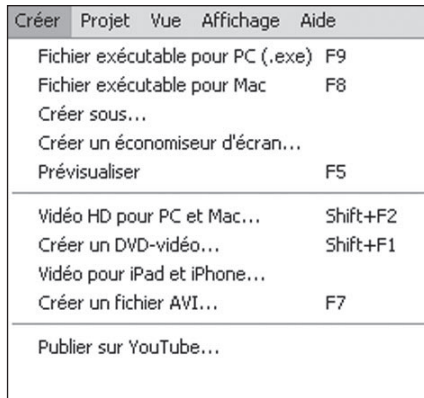 Créer Projet Vue Affichage Aide
Fichier exécutable pour PC (.exe) F9
Fichier exécutable pour Mac F8
Créer sous...
Créer un économiseur d'écran...
Prévisualiser F5
Vidéo HD pour PC et Mac... Shift+F2
Créer un DVD-vidéo... Shift+F1
Vidéo pour iPad et iPhone...
Créer un fichier AVI... F7
Publier sur YouTube...